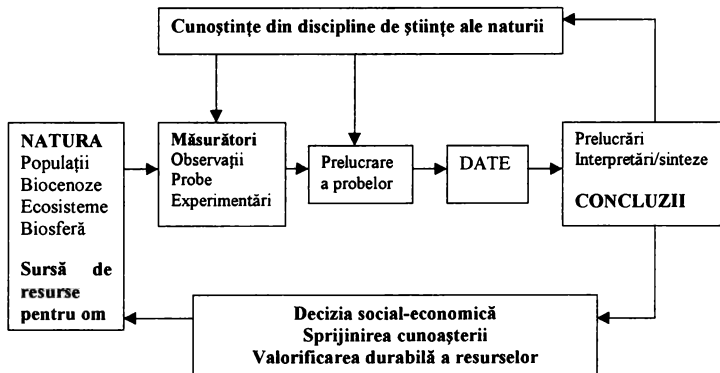 Cunoștințe din discipline de științe ale naturii
NATURA
Populații
Biocenoze
Ecosisteme
Biosferă
Sursă de
resurse
pentru om
Măsurători
Observații
Probe
Experimentări
Prelucrare
a probelor
DATE
Prelucrări
Interpretări/sinteze
CONCLUZII
Decizia social-economică
Sprijinirea cunoașterii
Valorificarea durabilă a resurselor